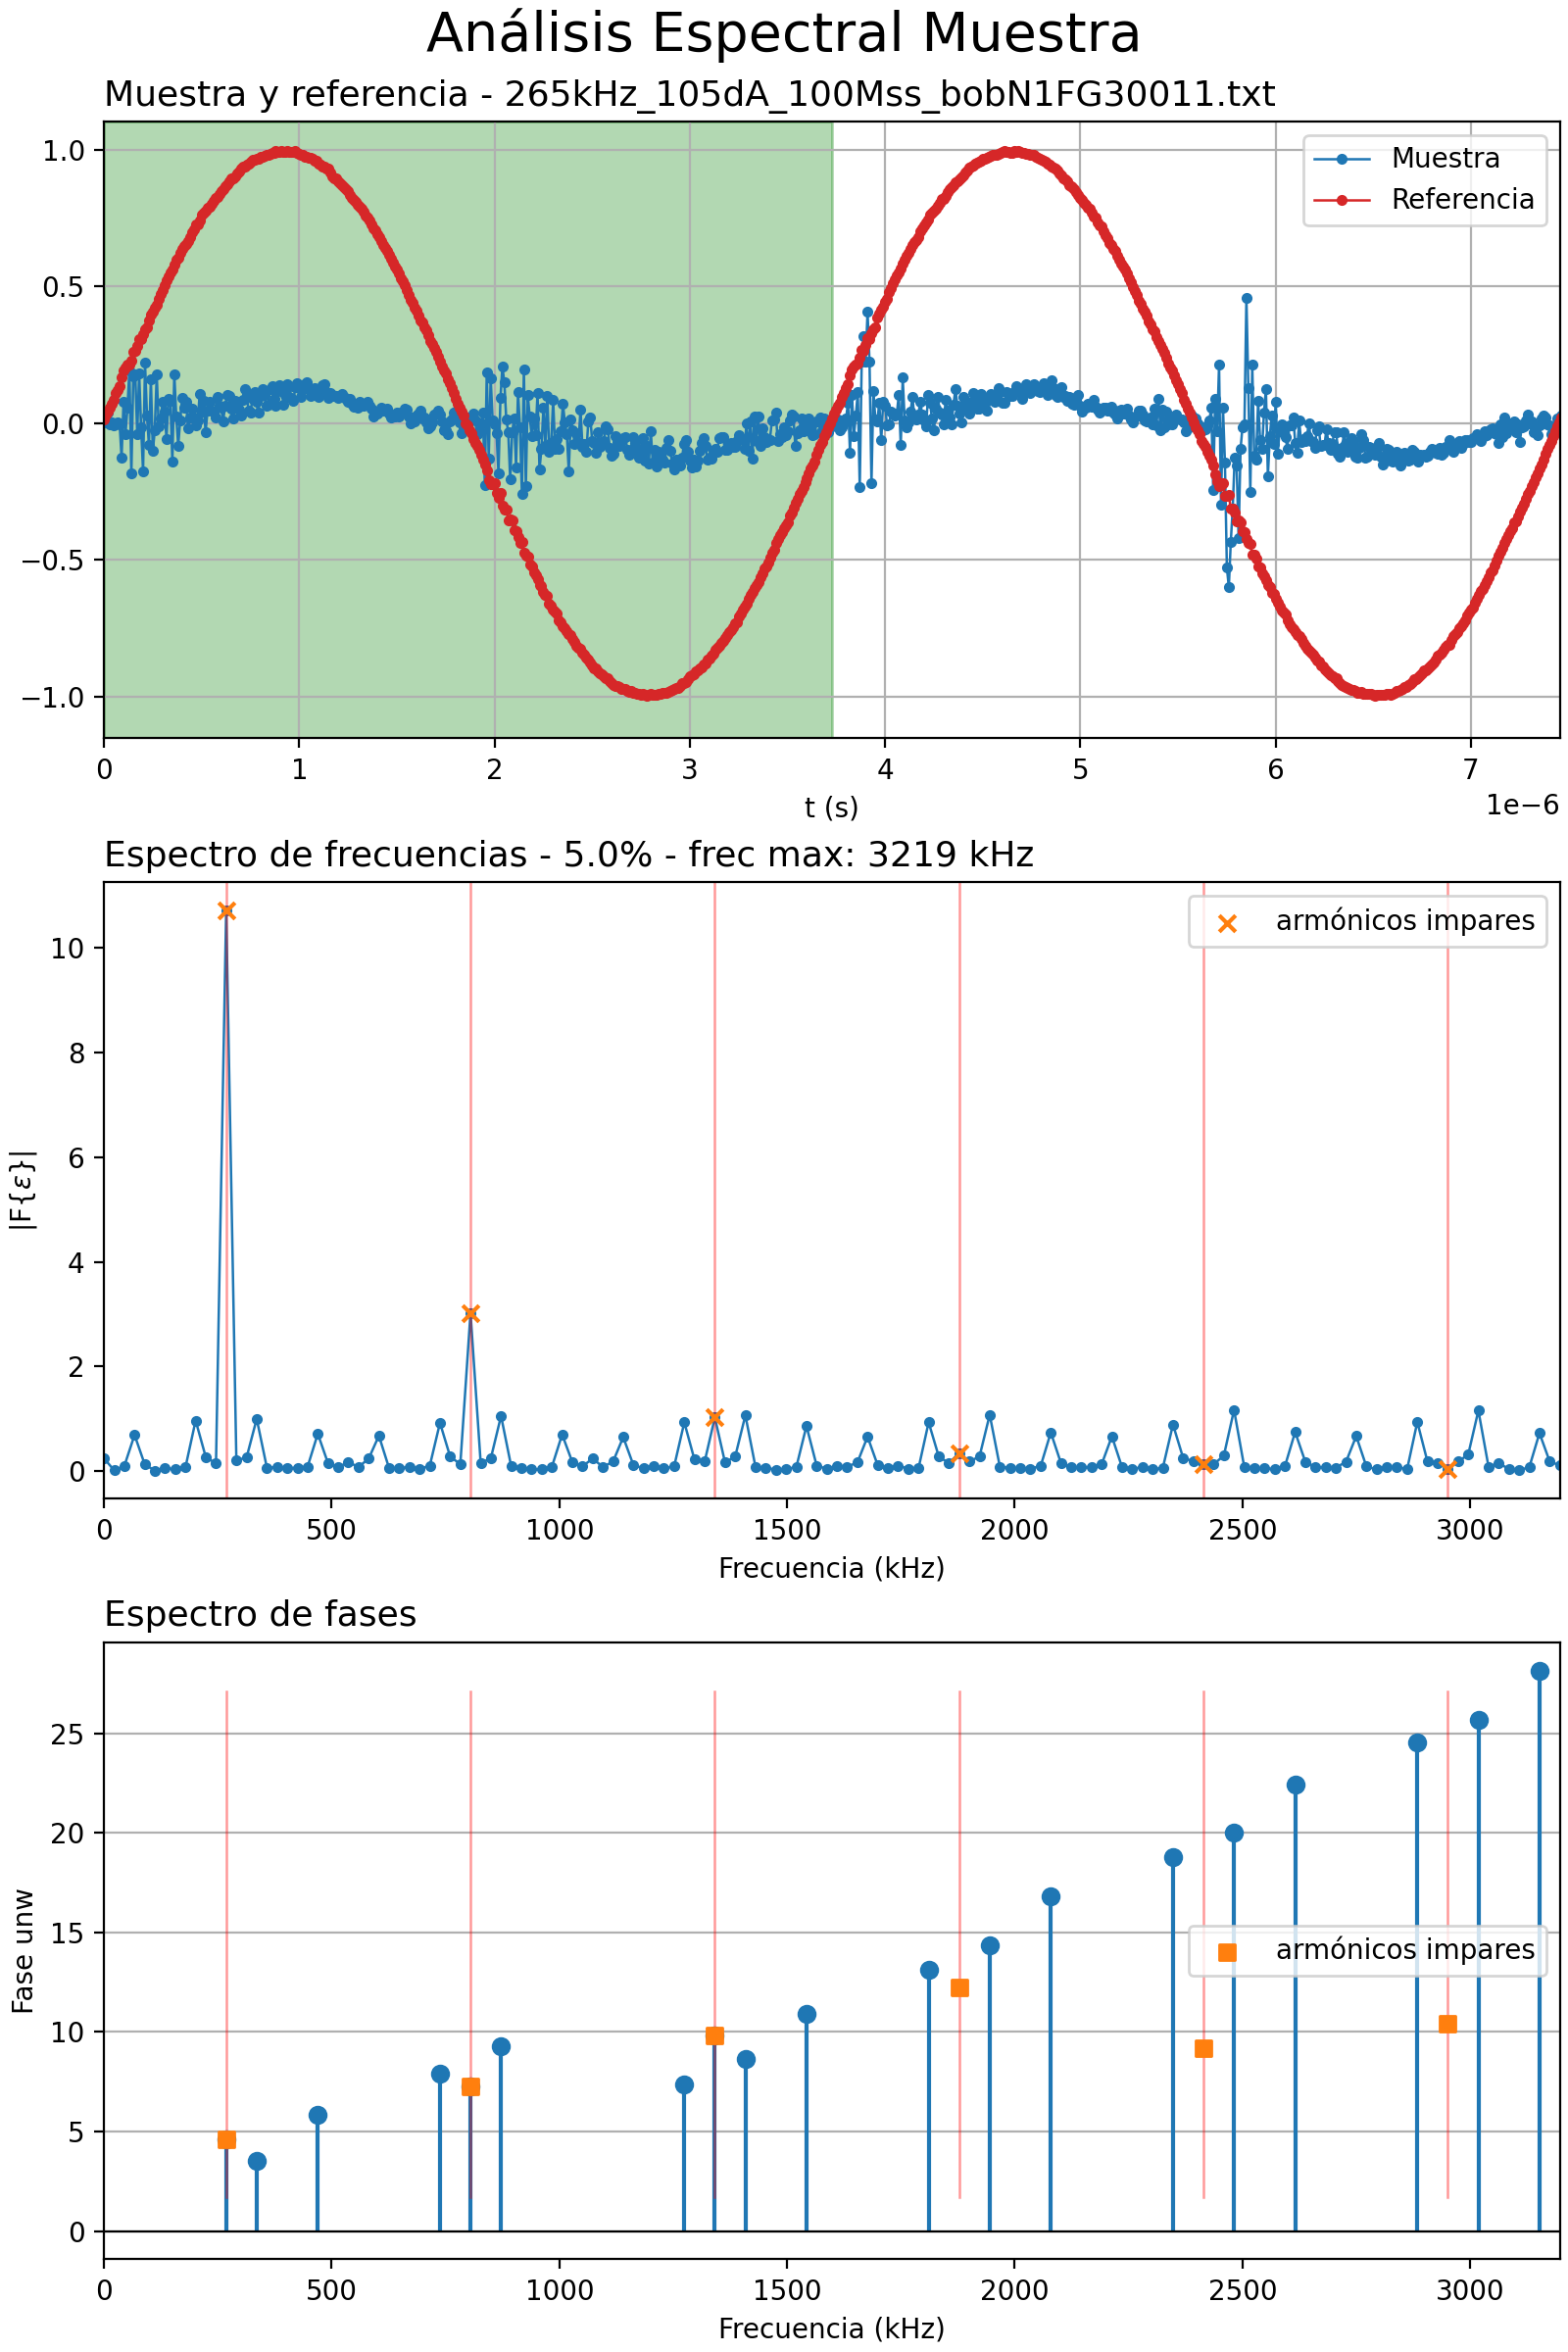 Análisis Espectral Muestra
Muestra y referencia - 265kHz_105dA_100Mss_bobN1FG30011.txt
1.0
0.5
0.0
−0.5
−1.0
Muestra
Referencia
0 1 2 3 4 5 6 7
t (s)
1e−6
Espectro de frecuencias - 5.0% - frec max: 3219 kHz
armónicos impares
10
8
6
4
2
0
|F{ε}|
0 500 1000 1500 2000 2500 3000
Frecuencia (kHz)
Espectro de fases
25
20
15
10
5
0
Fase unw
armónicos impares
0 500 1000 1500 2000 2500 3000
Frecuencia (kHz)